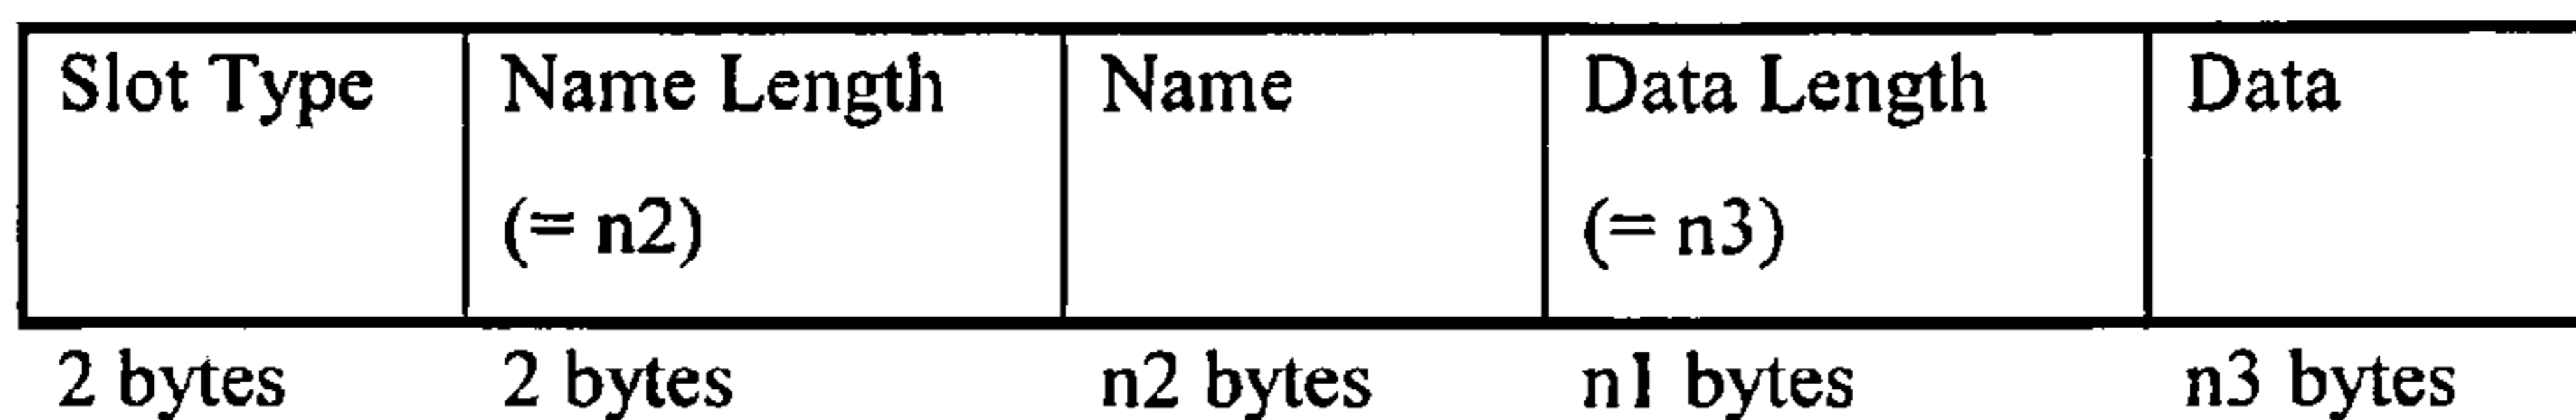 Slot Type Name Length Name Data Length Data
(= n2) (= n3)
2 bytes 2 bytes n2 bytes n1 bytes n3 bytes